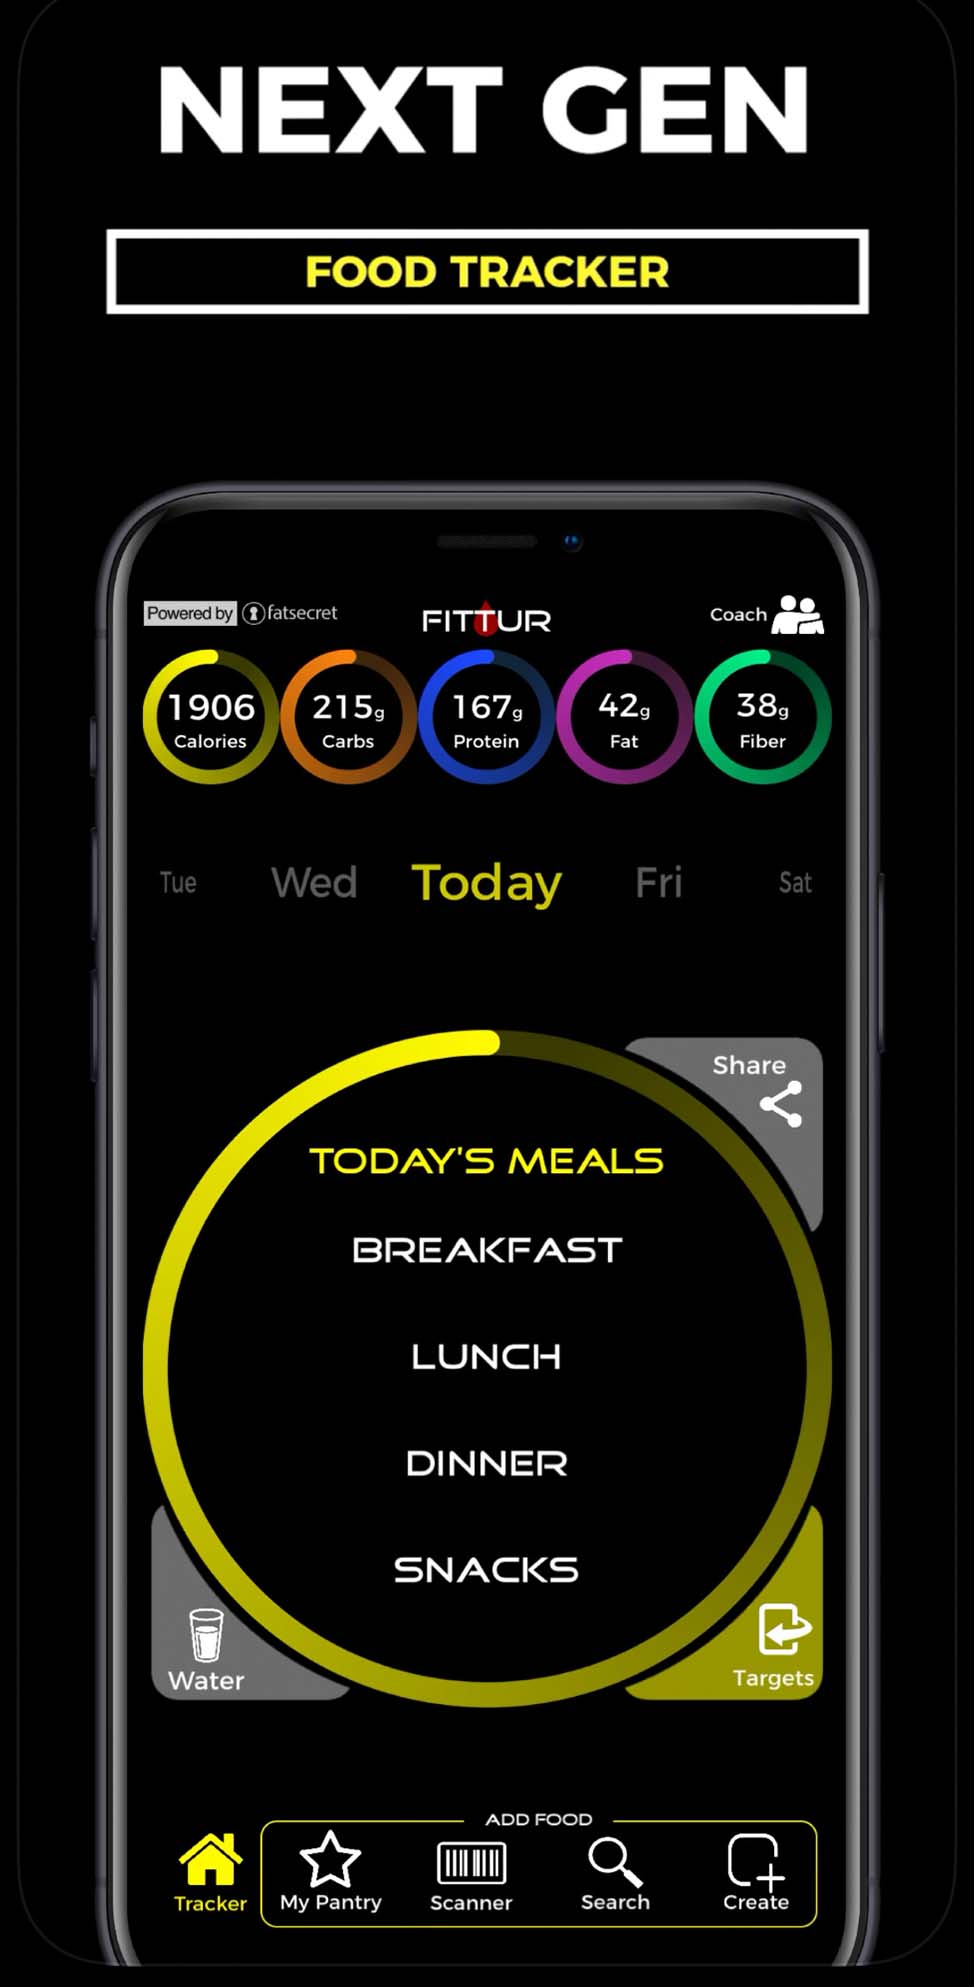 NEXT GEN
FOOD TRACKER
Powered by fatsecret
FITTUR
Coach
1906
Calories
215g
Carbs
167g
Protein
42g
Fat
38g
Fiber
Tue Wed Today Fri Sat
Share
TODAY'S MEALS
BREAKFAST
LUNCH
DINNER
SNACKS
Water
Targets
ADD FOOD
Tracker My Pantry Scanner Search Create